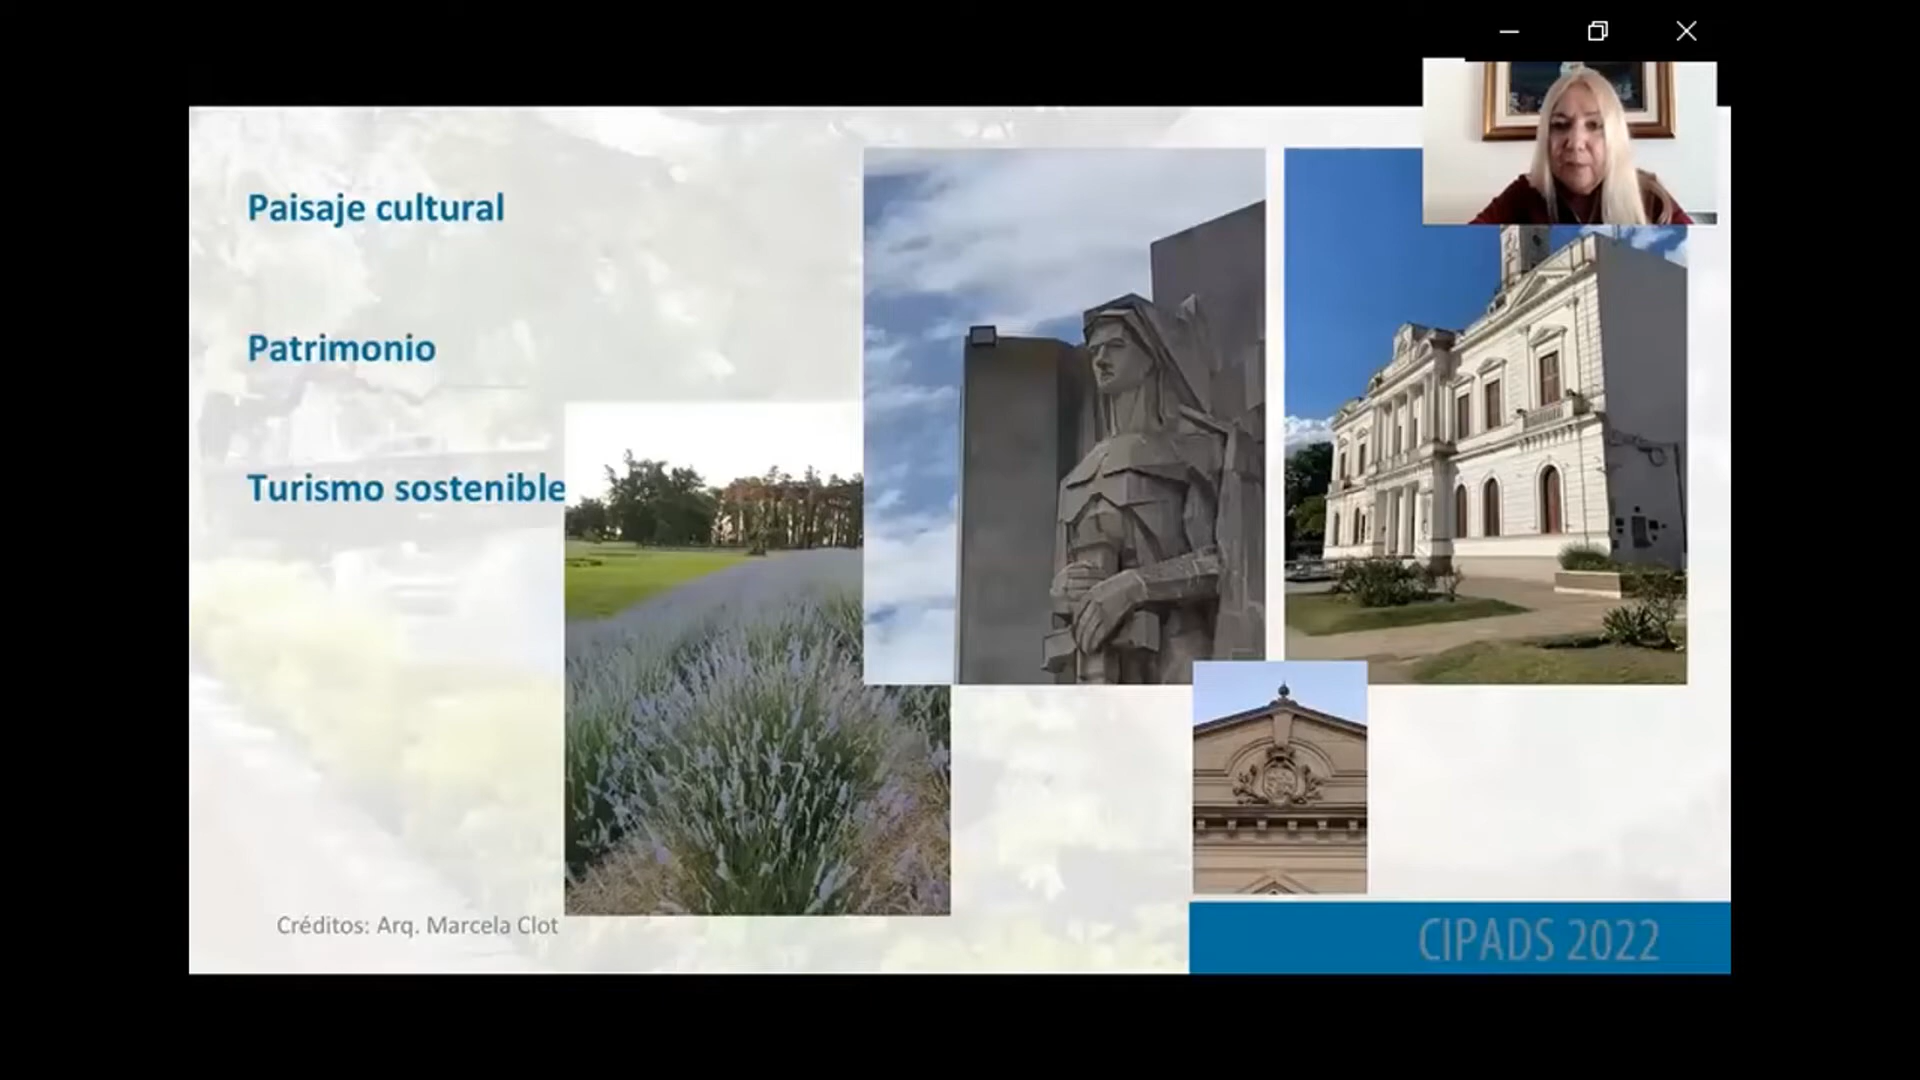 Paisaje cultural
Patrimonio
Turismo sostenible
Créditos: Arq. Marcela Clot
CIPADS 2022